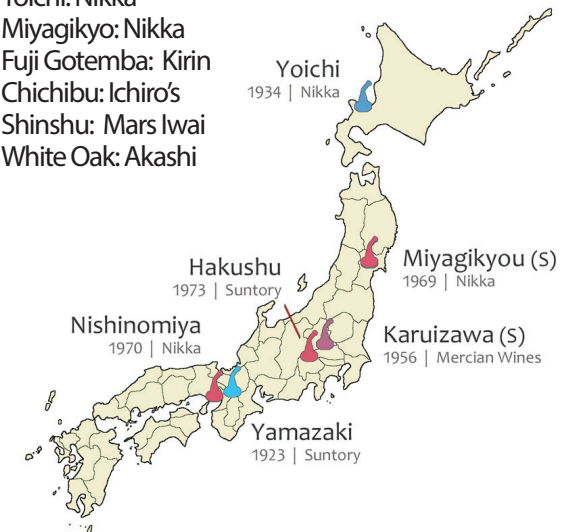 Yoichi: Nikka
Miyagikyo: Nikka
Fuji Gotemba: Kirin
Chichibu: Ichiro's
Shinshu: Mars Iwai
White Oak: Akashi
Yoichi
1934 | Nikka
Miyagikyou (S)
1969 | Nikka
Hakushu
1973 | Suntory
Nishinomiya
1970 | Nikka
Karuizawa (S)
1956 | Mercian Wines
Yamazaki
1923 | Suntory